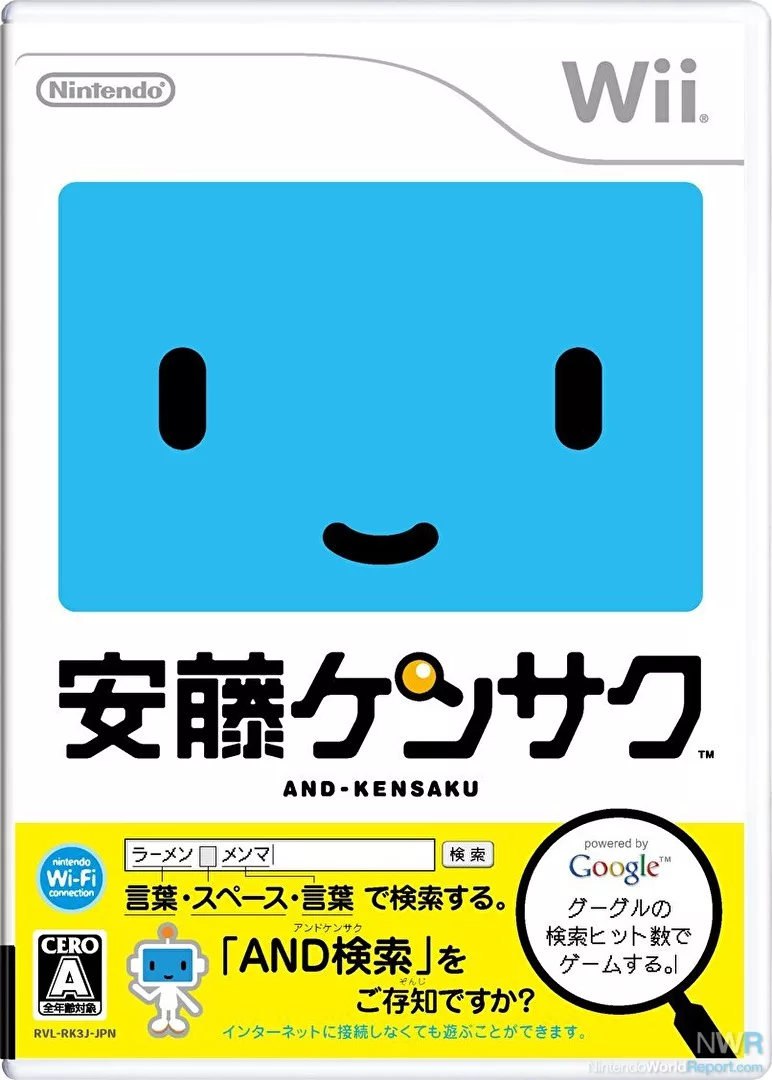 Nintendo®
Wii®
安藤ケンサク™
AND-KENSAKU
nintendo
Wi-Fi
connection
ラーメン メンマ
検索
言葉・スペース・言葉 で検索する。
アンドケンサク
「AND検索」を
ぞんじ
ご存知ですか?
インターネットに接続しなくても遊ぶことができます。
powered by
Google™
グーグルの
検索ヒット数で
ゲームする。
CERO
A
全年齢対象
RVL-RK3J-JPN
NWR
NintendoWorldReport.com